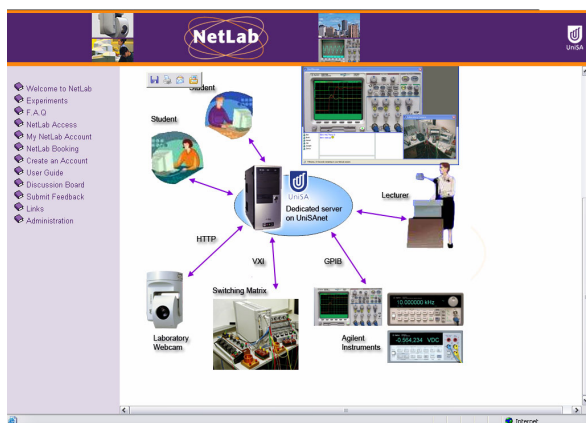 NetLab
UniSA
Welcome to NetLab
Experiments
F.A.Q
NetLab Access
My NetLab Account
NetLab Booking
Create an Account
User Guide
Discussion Board
Submit Feedback
Links
Administration
Student
Student
UniSA
Dedicated server
on UniSAnet
Lecturer
HTTP
VXI
GPIB
Switching Matrix
Laboratory
Webcam
Agilent
Instruments
10.000000 kHz
-0.564,234 VDC
Internet